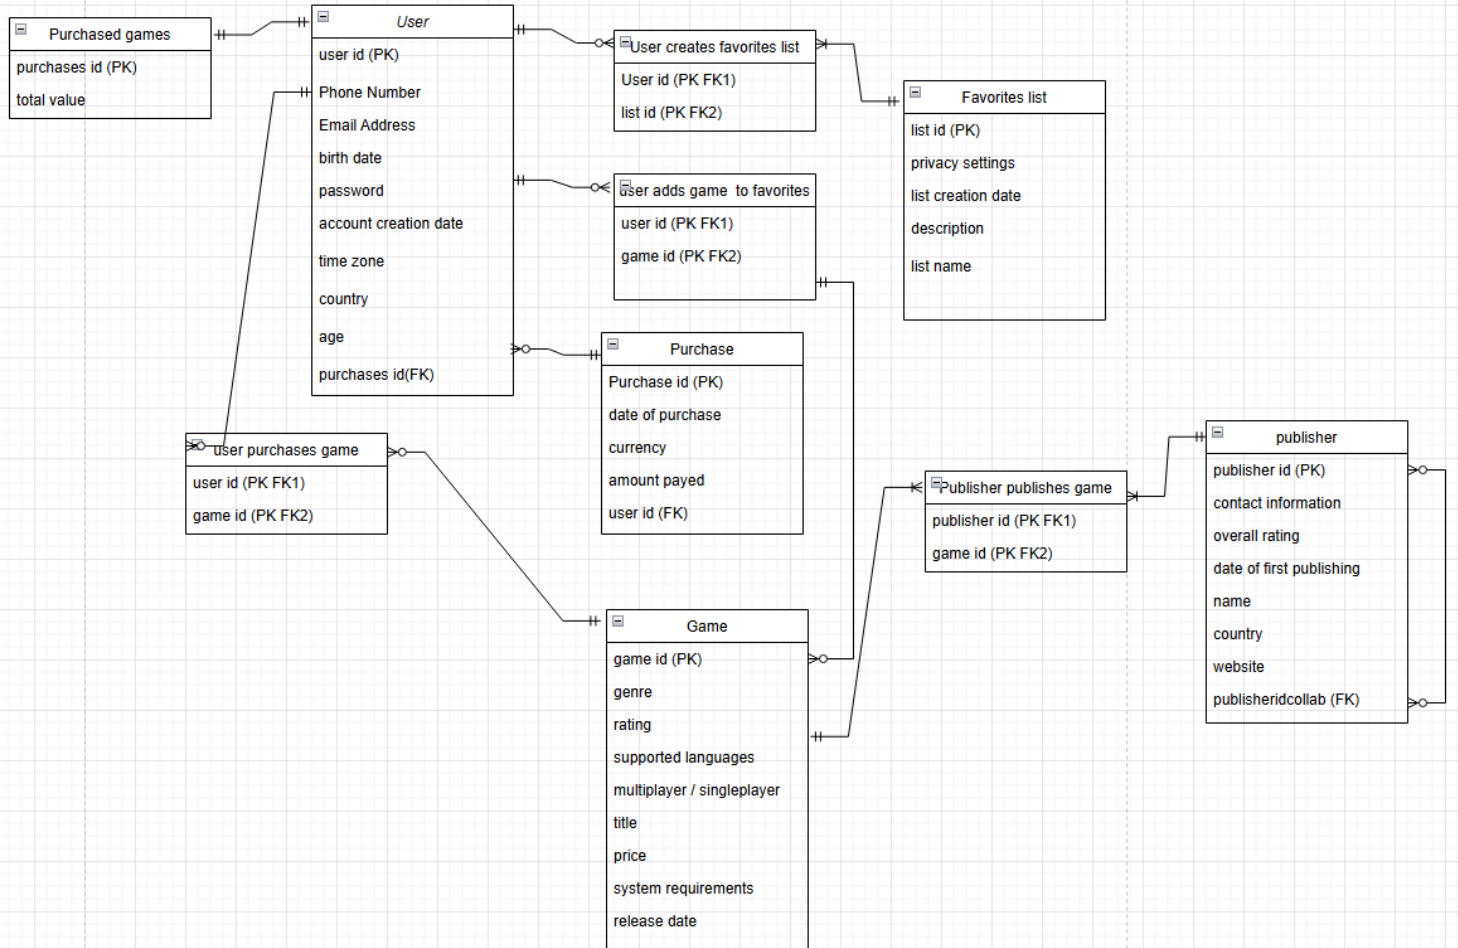 Purchased games
purchases id (PK)
total value
User
user id (PK)
Phone Number
Email Address
birth date
password
account creation date
time zone
country
age
purchases id(FK)
User creates favorites list
User id (PK FK1)
list id (PK FK2)
Favorites list
list id (PK)
privacy settings
list creation date
description
list name
user adds game to favorites
user id (PK FK1)
game id (PK FK2)
Purchase
Purchase id (PK)
date of purchase
currency
amount payed
user id (FK)
user purchases game
user id (PK FK1)
game id (PK FK2)
Publisher publishes game
publisher id (PK FK1)
game id (PK FK2)
publisher
publisher id (PK)
contact information
overall rating
date of first publishing
name
country
website
publisheridcollab (FK)
Game
game id (PK)
genre
rating
supported languages
multiplayer / singleplayer
title
price
system requirements
release date